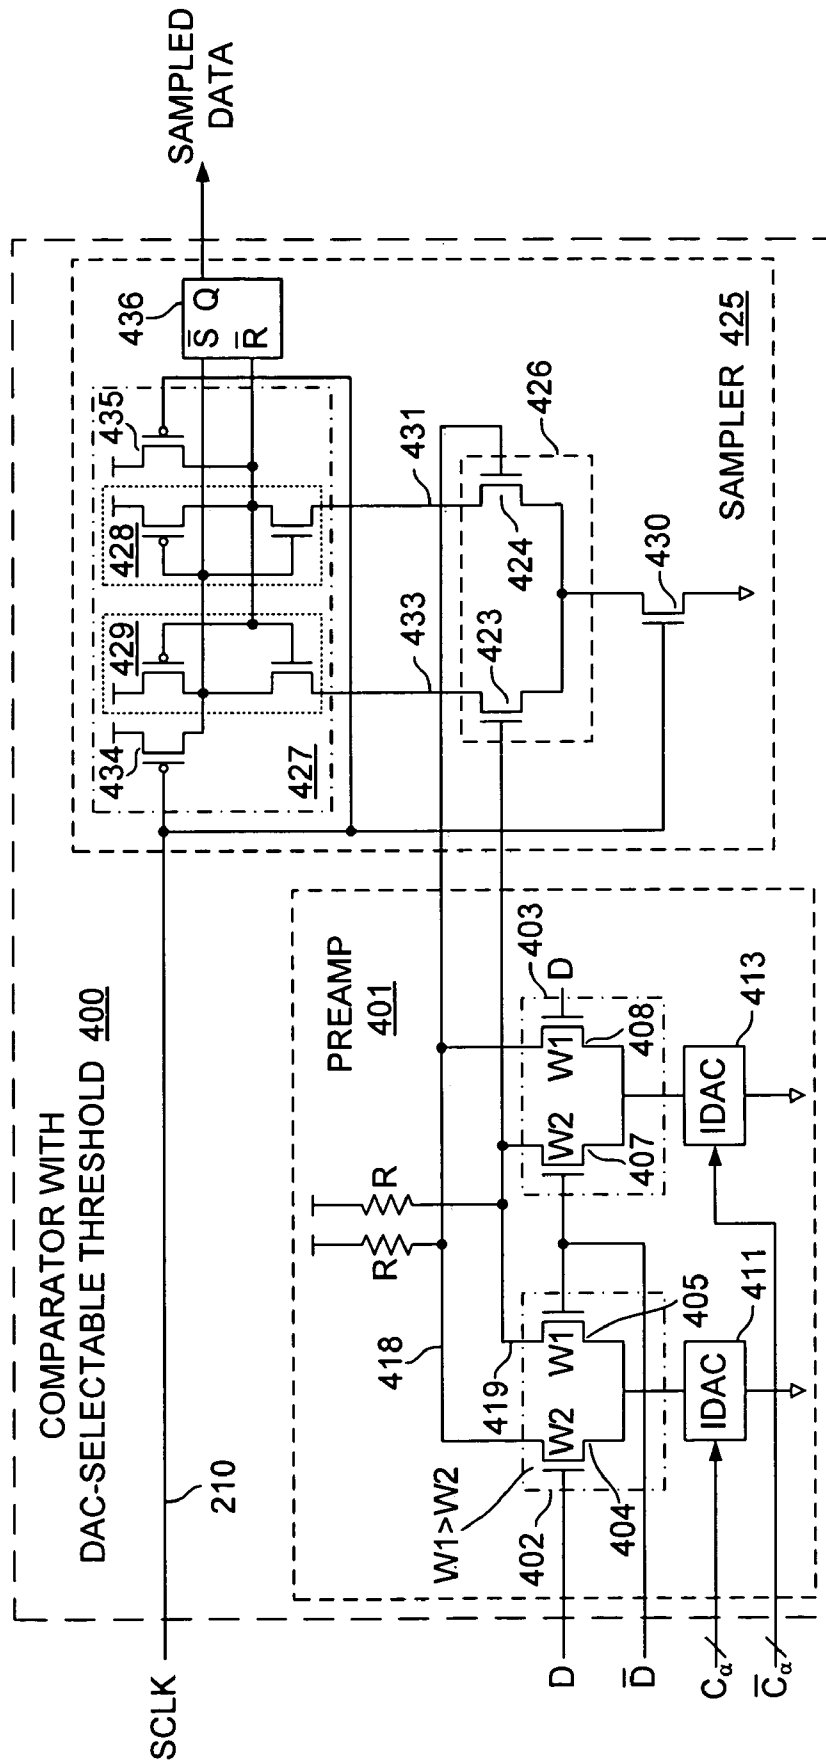 COMPARATOR WITH
DAC-SELECTABLE THRESHOLD 400
SCLK
210
SAMPLED
DATA
436
S̅ Q
R̅
435
434
429
428
427
433
431
426
423
424
430
SAMPLER 425
PREAMP
401
R
R
418
419
W1>W2
402
W2
W1
404
405
403
W2
W1
D
407
408
IDAC
411
IDAC
413
D
D̅
Cα
C̅α